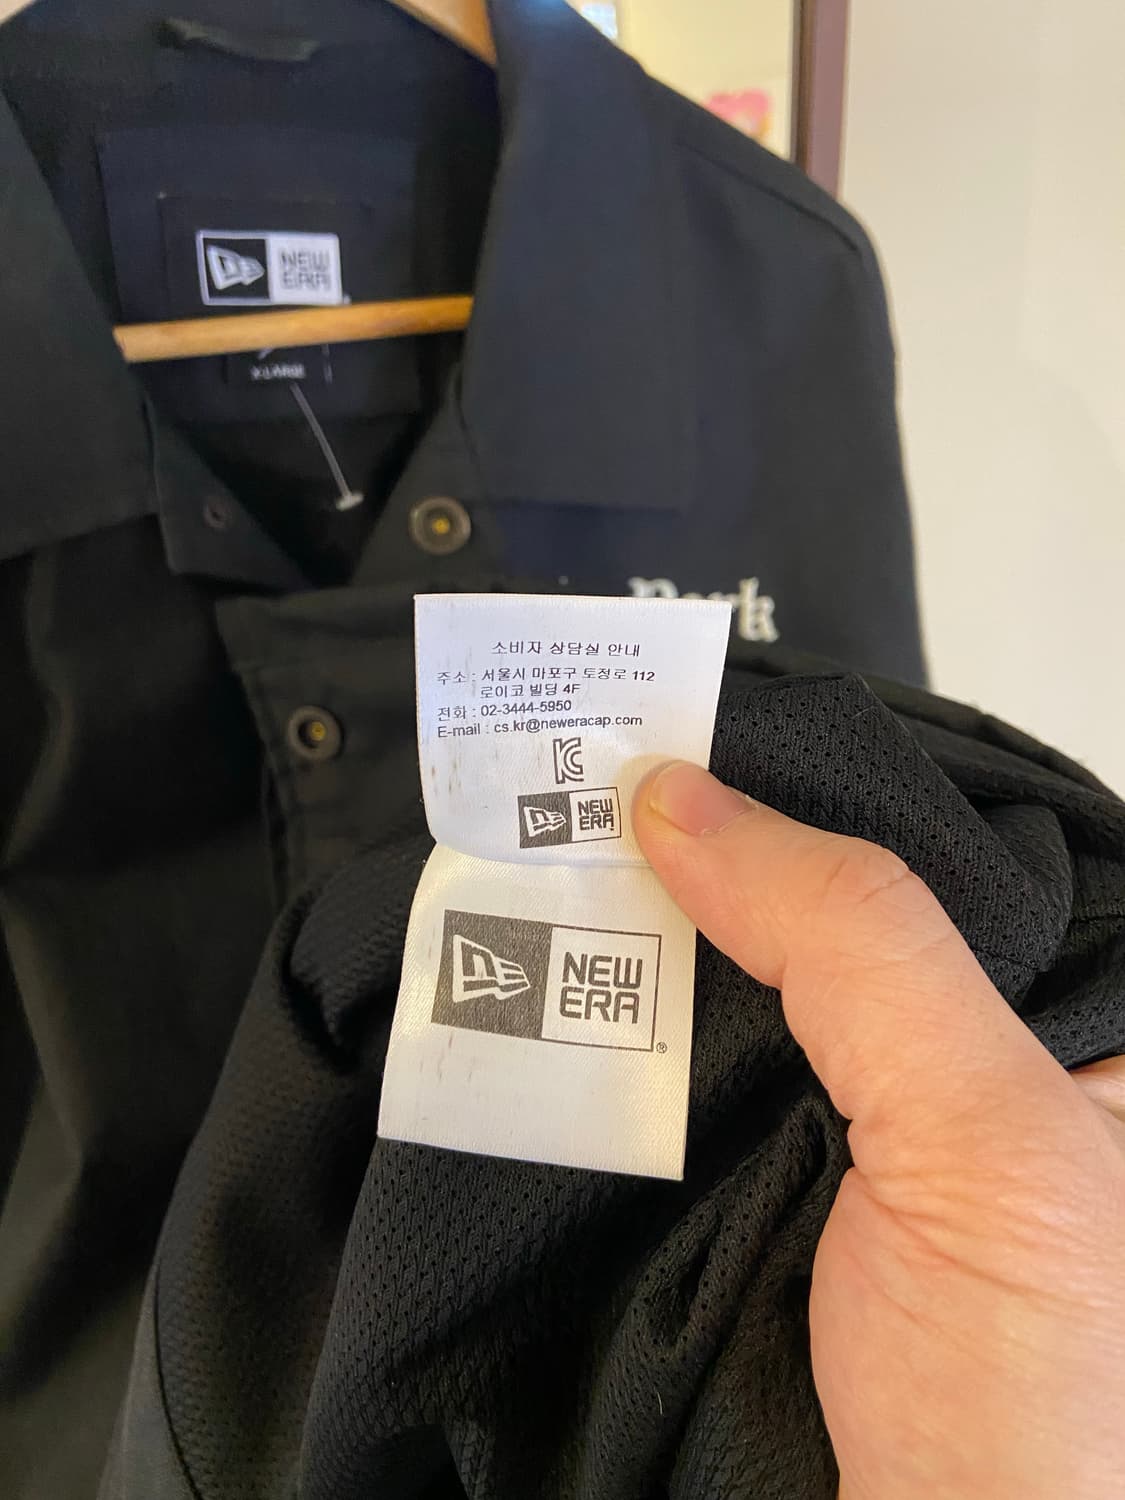 NEW
ERA
X-LARGE
Park
소비자 상담실 안내
주소 : 서울시 마포구 토정로 112
로이코 빌딩 4F
전화 : 02-3444-5950
E-mail : cs.kr@neweracap.com
NEW
ERA
NEW
ERA
®